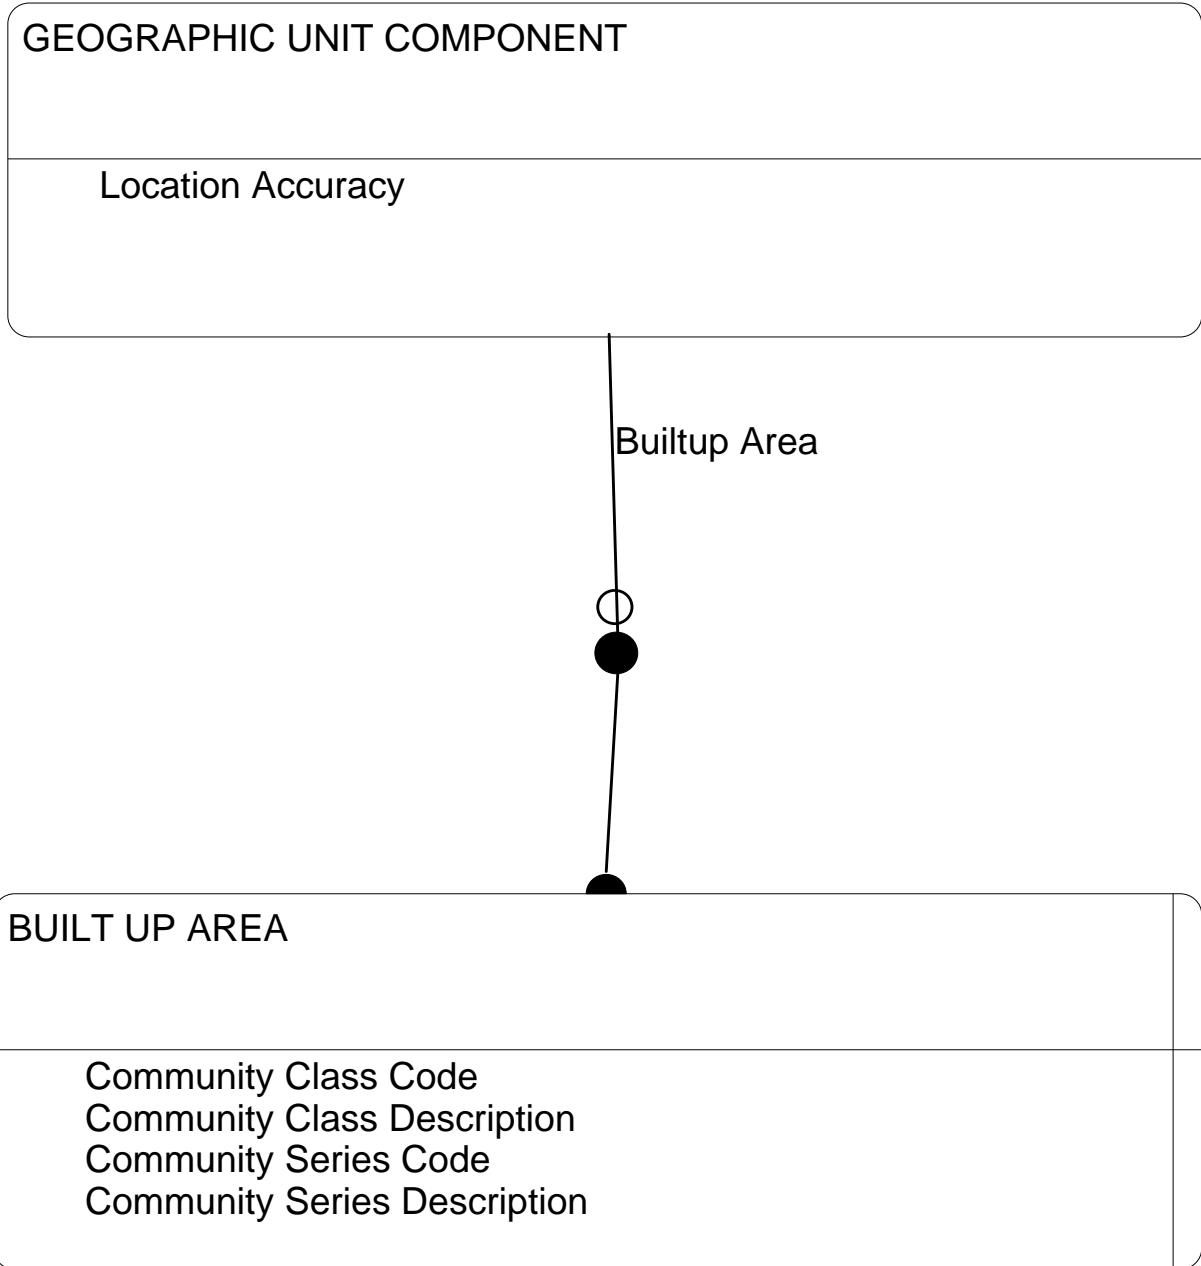 GEOGRAPHIC UNIT COMPONENT
Location Accuracy
Builtup Area
BUILT UP AREA
Community Class Code
Community Class Description
Community Series Code
Community Series Description